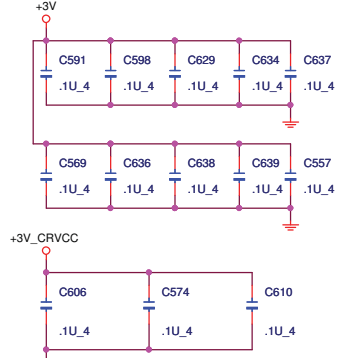 +3V
C591 C598 C629 C634 C637
.1U_4 .1U_4 .1U_4 .1U_4 .1U_4
C569 C636 C638 C639 C557
.1U_4 .1U_4 .1U_4 .1U_4 .1U_4
+3V_CRVCC
C606 C574 C610
.1U_4 .1U_4 .1U_4